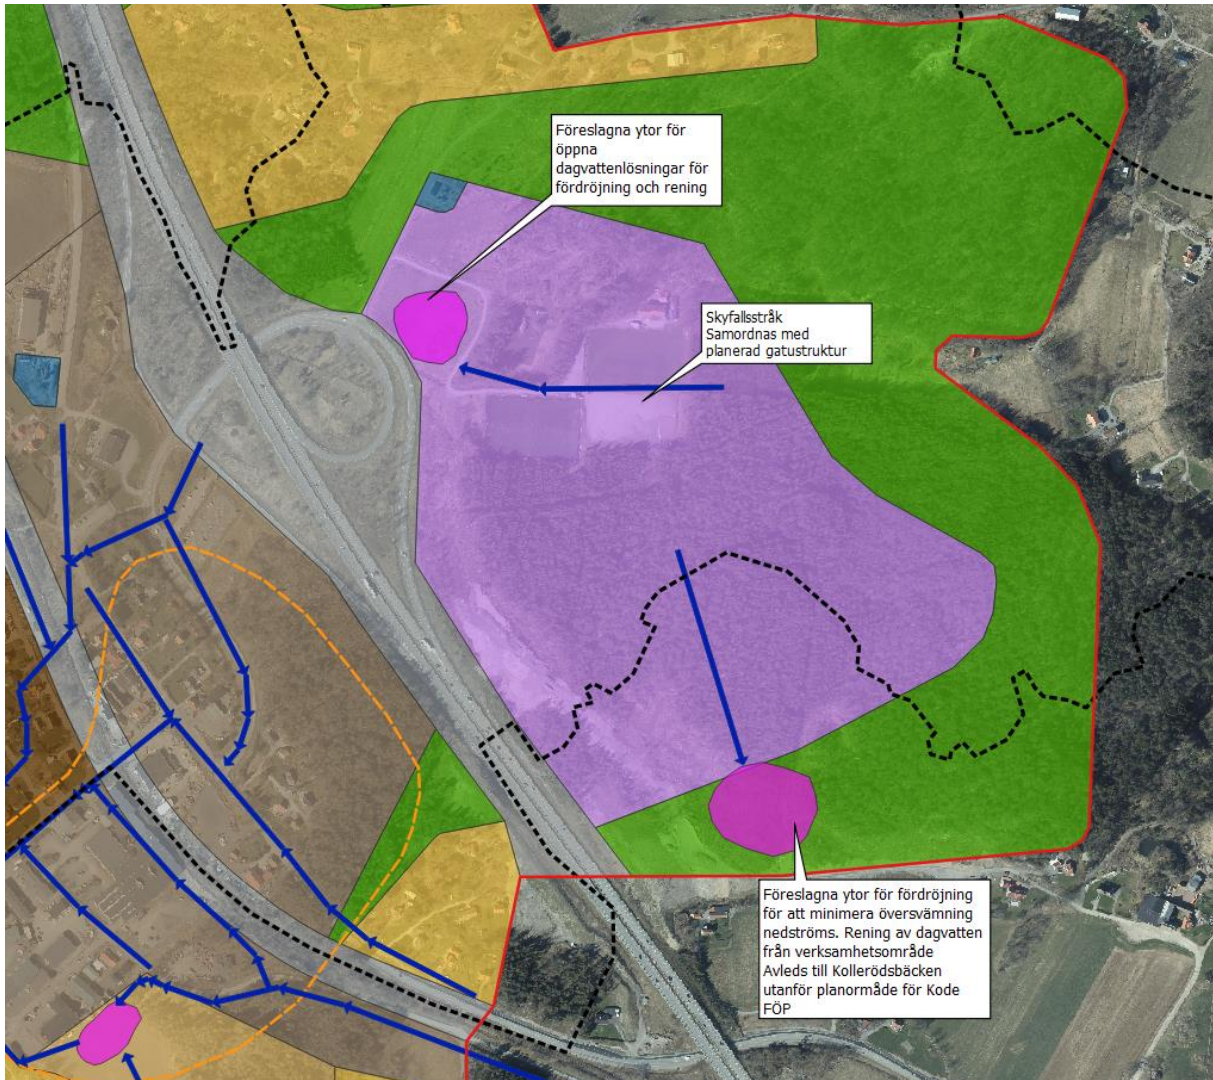 Föreslagna ytor för
öppna
dagvattenlösningar för
fördröjning och rening
Skyfallsstråk
Samordnas med
planerad gatustruktur
Föreslagna ytor för fördröjning
för att minimera översvämning
nedströms. Rening av dagvatten
från verksamhetsområde
Avleds till Kollerödsbäcken
utanför planormåde för Kode
FÖP